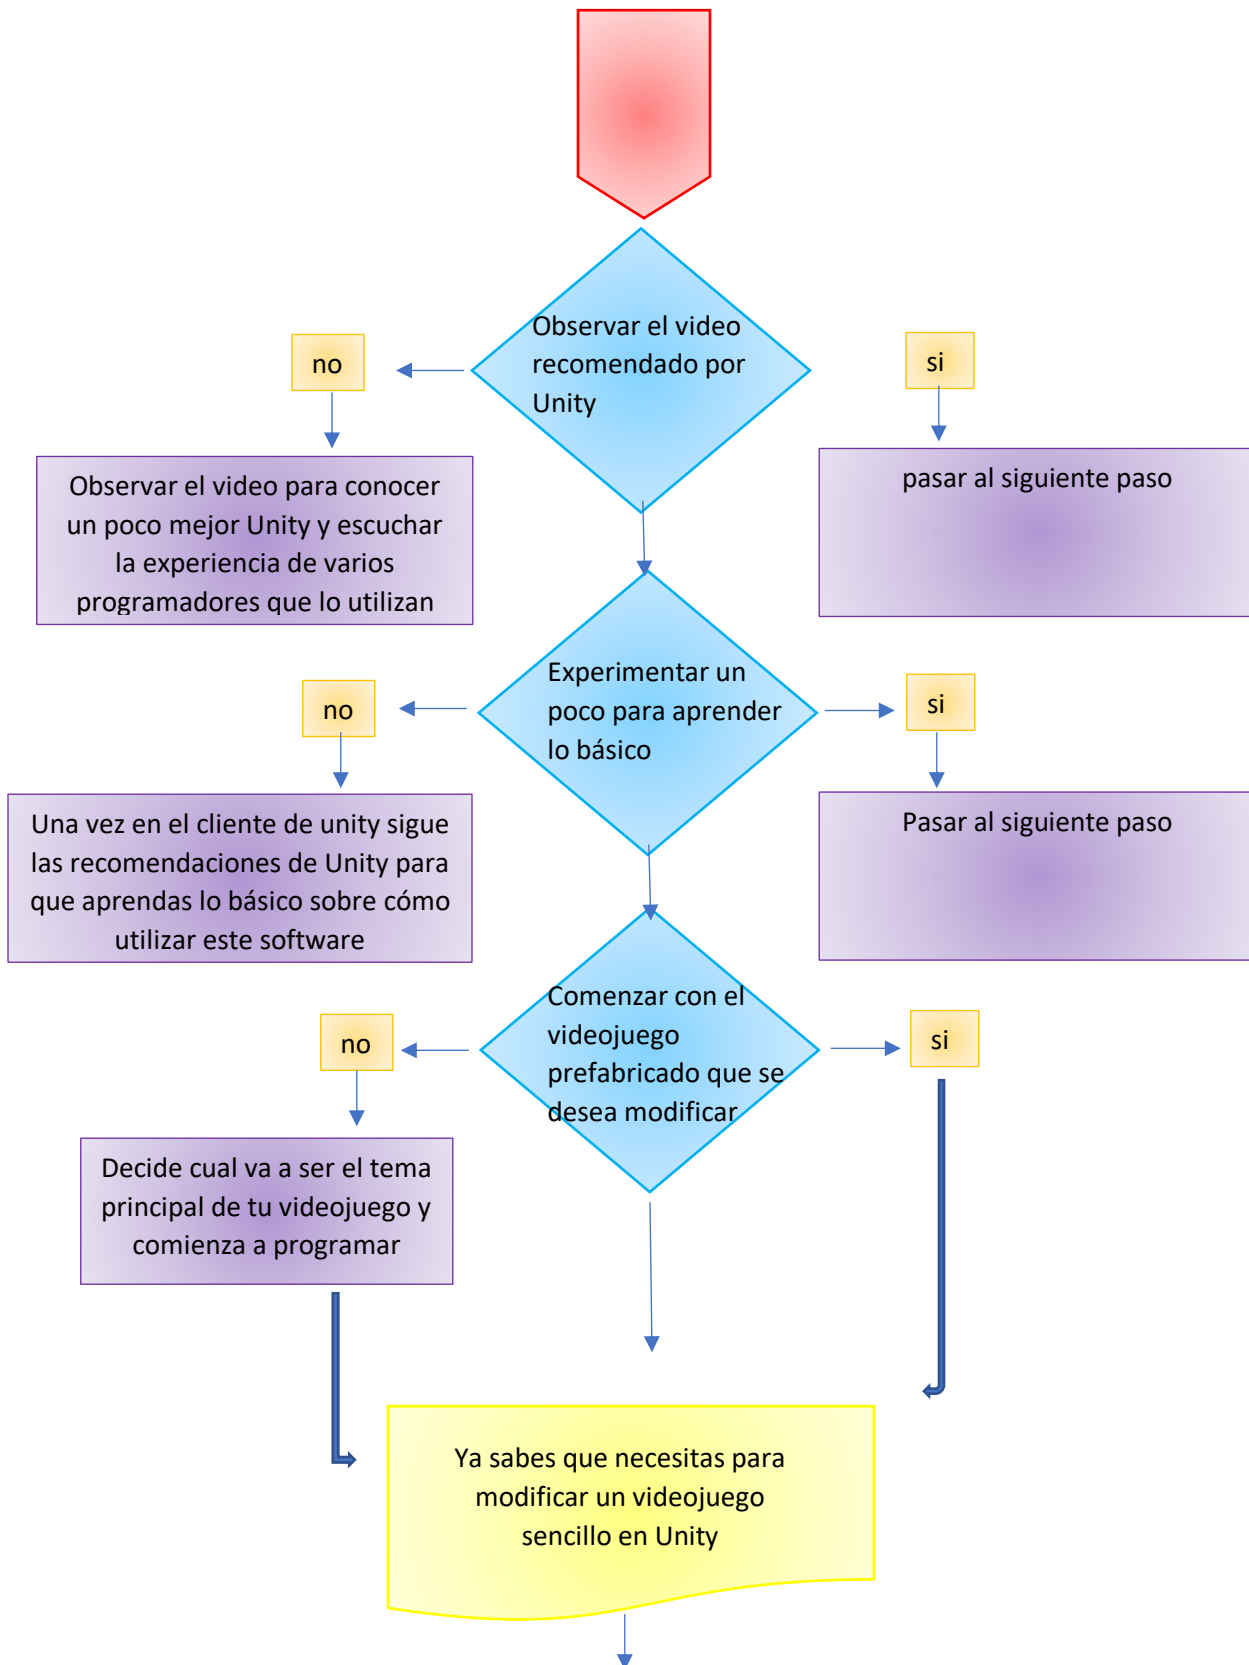 Observar el video
recomendado por
Unity
no
si
Observar el video para conocer
un poco mejor Unity y escuchar
la experiencia de varios
programadores que lo utilizan
pasar al siguiente paso
Experimentar un
poco para aprender
lo básico
no
si
Una vez en el cliente de unity sigue
las recomendaciones de Unity para
que aprendas lo básico sobre cómo
utilizar este software
Pasar al siguiente paso
Comenzar con el
videojuego
prefabricado que se
desea modificar
no
si
Decide cual va a ser el tema
principal de tu videojuego y
comienza a programar
Ya sabes que necesitas para
modificar un videojuego
sencillo en Unity